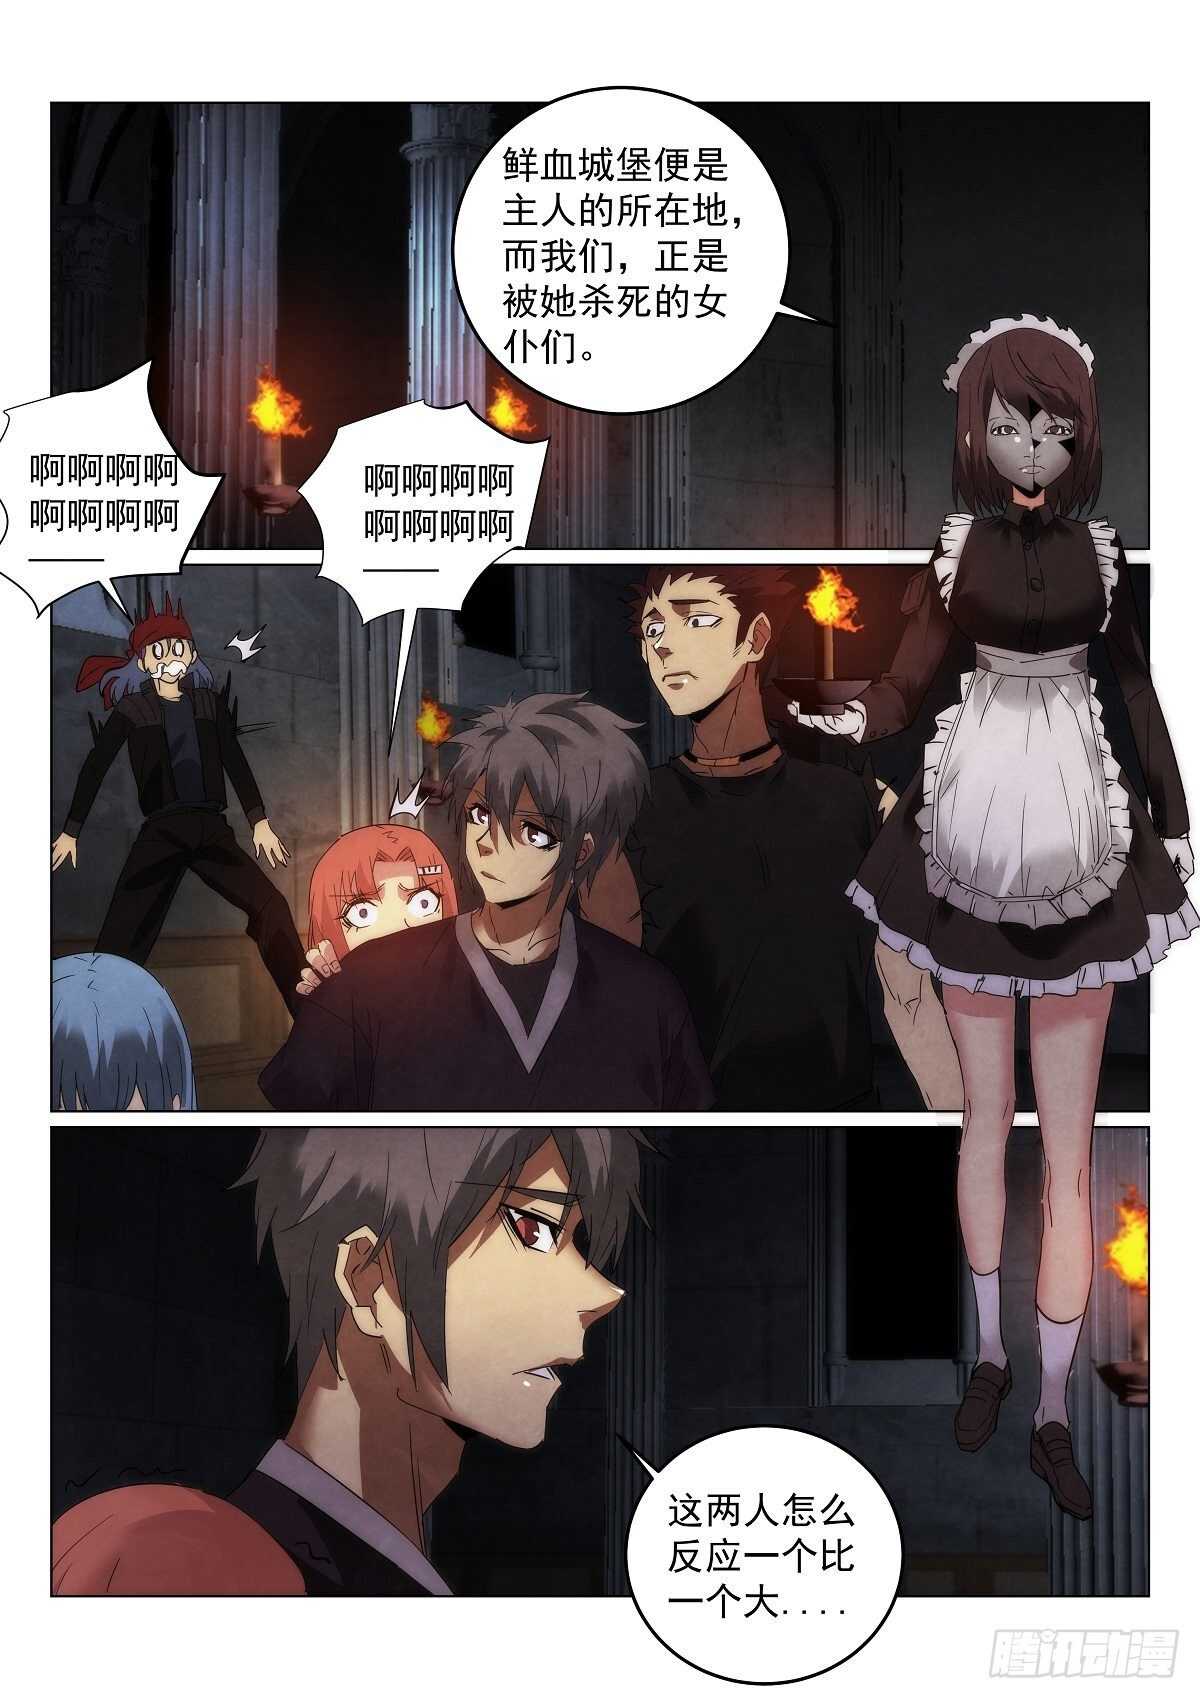 鲜血城堡便是
主人的所在地，
而我们，正是
被她杀死的女
仆们。
啊啊啊啊
啊啊啊啊
——
啊啊啊啊
啊啊啊啊
——
这两人怎么
反应一个比
一个大....
腾讯动漫